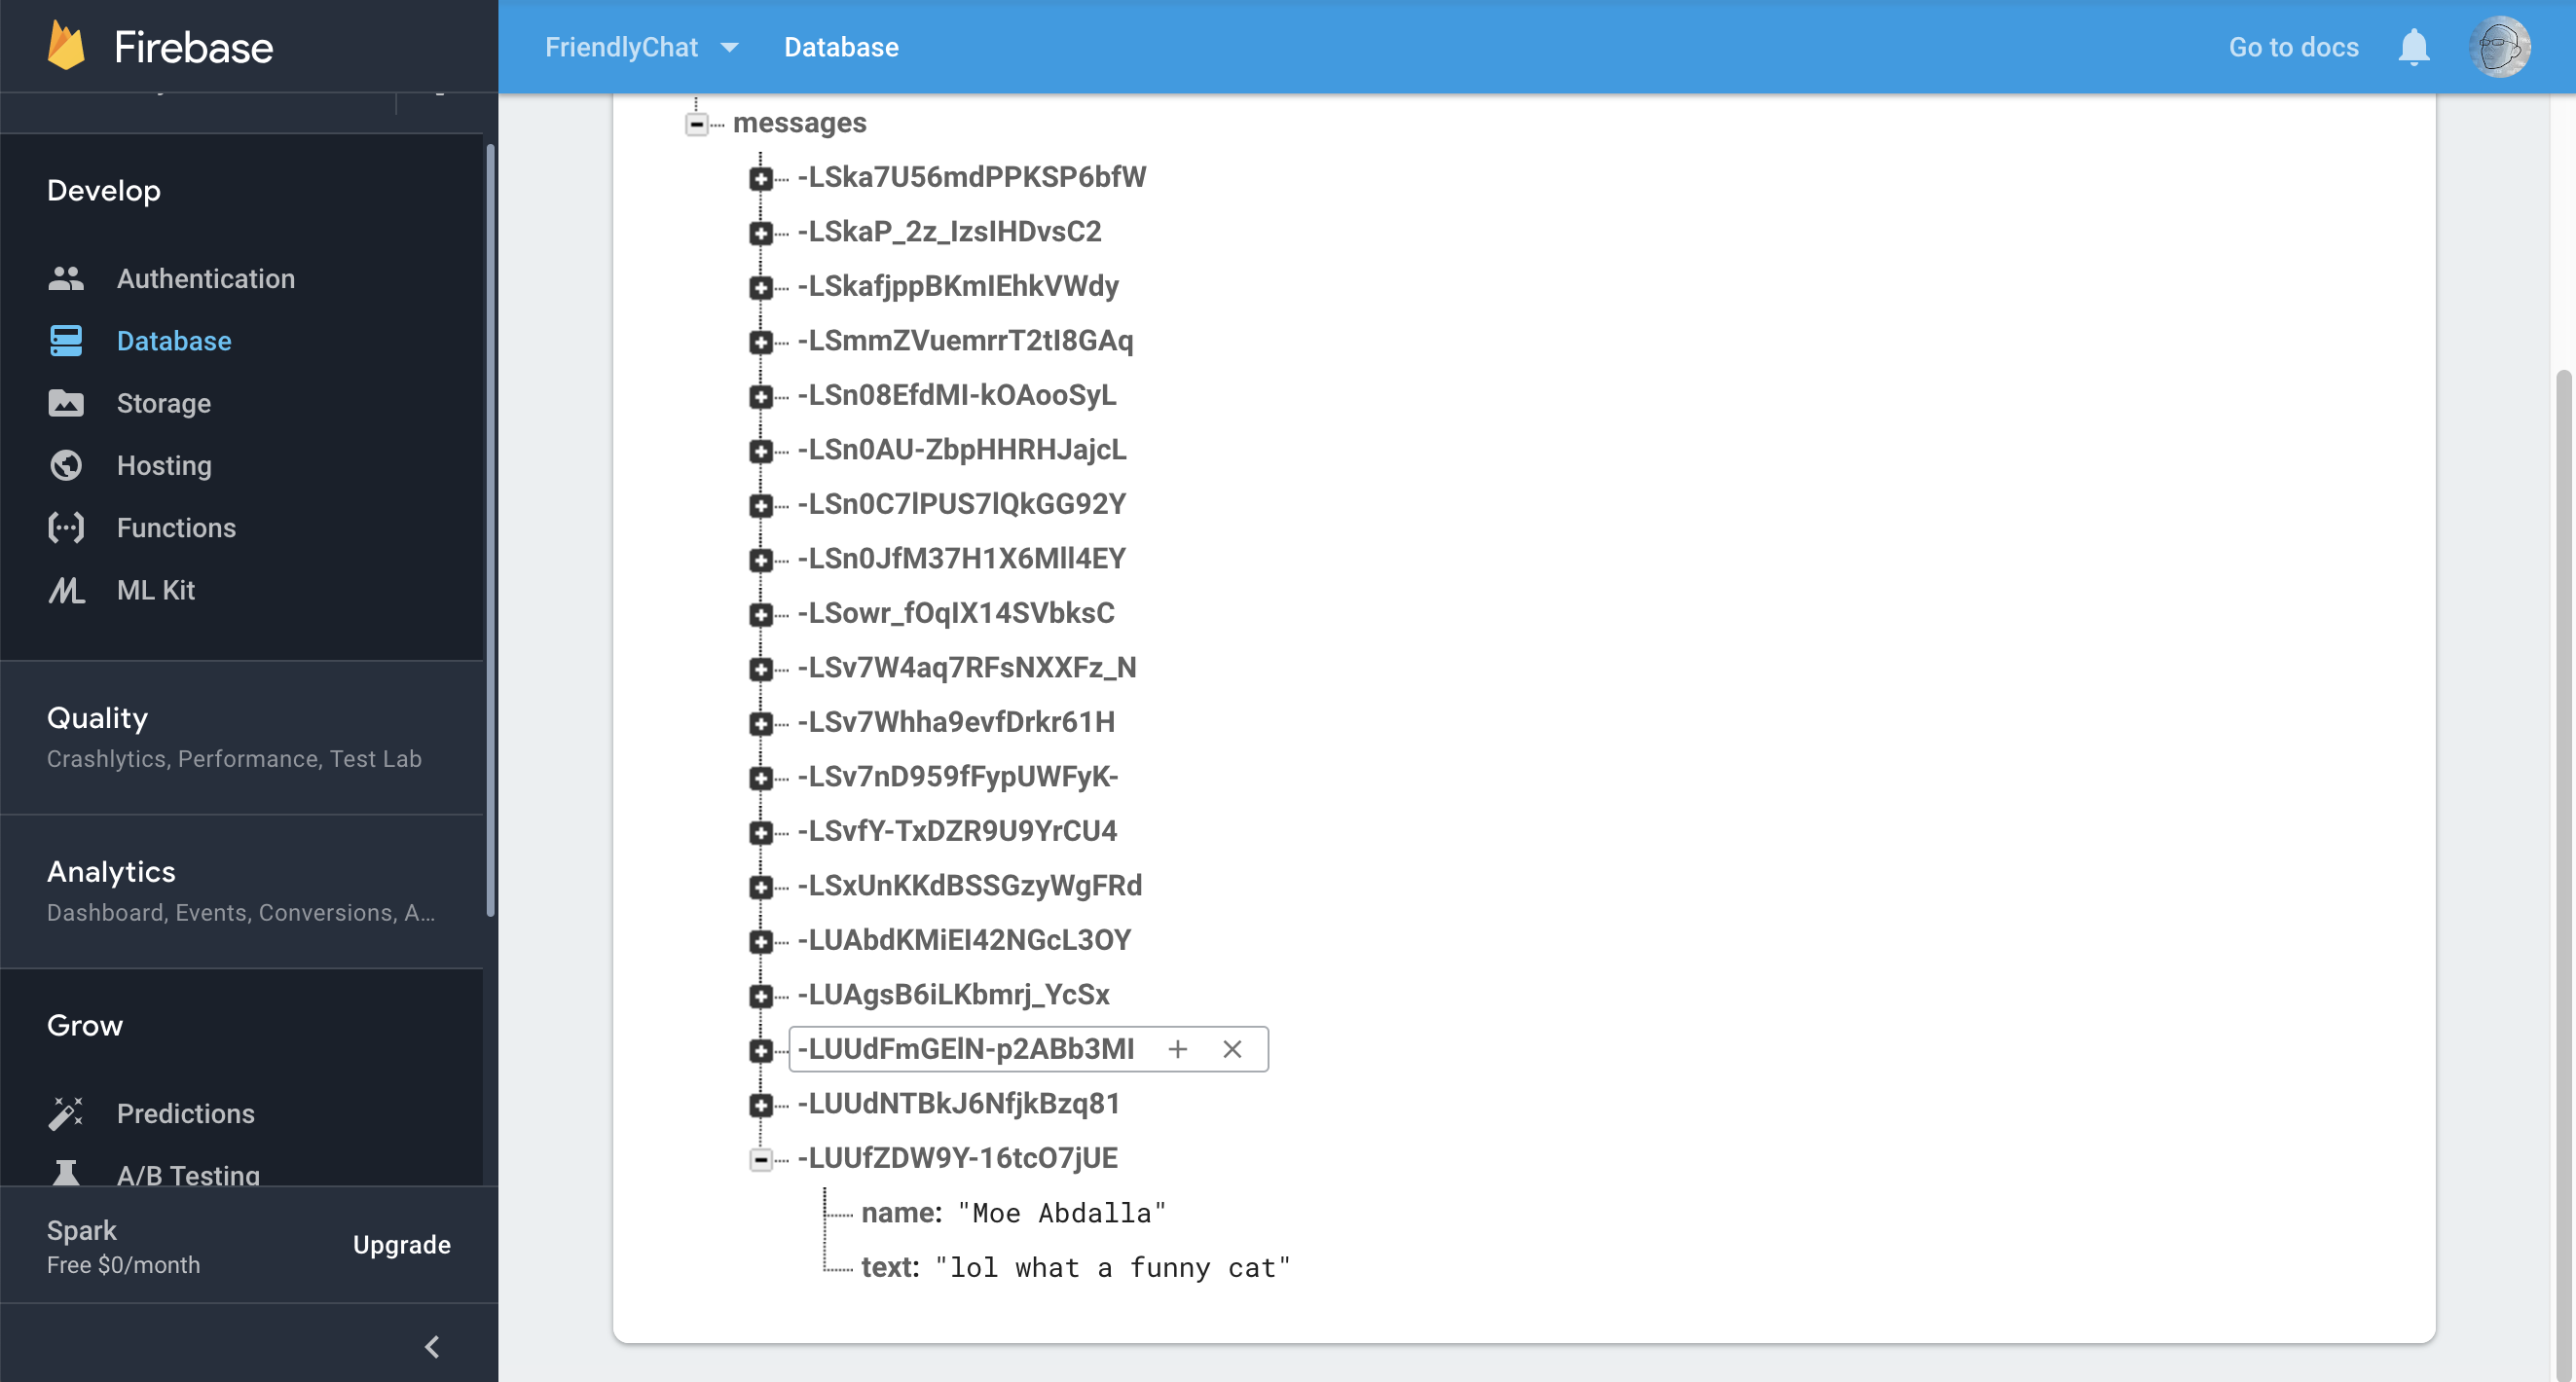 Firebase
FriendlyChat
Database
Go to docs
Develop
Authentication
Database
Storage
Hosting
Functions
ML Kit
Quality
Crashlytics, Performance, Test Lab
Analytics
Dashboard, Events, Conversions, A...
Grow
Predictions
A/B Testing
Spark
Free $0/month
Upgrade
messages
-LSka7U56mdPPKSP6bfW
-LSkaP_2z_IzsIHDvsC2
-LSkafjppBKmIEhkVWdy
-LSmmZVuemrrT2tI8GAq
-LSn08EfdMI-kOAooSyL
-LSn0AU-ZbpHHRHJajcL
-LSn0C7lPUS7lQkGG92Y
-LSn0JfM37H1X6Mll4EY
-LSowr_fOqIX14SVbksC
-LSv7W4aq7RFsNXXFz_N
-LSv7Whha9evfDrkr61H
-LSv7nD959fFypUWFyK-
-LSvfY-TxDZR9U9YrCU4
-LSxUnKKdBSSGzyWgFRd
-LUAbdKMiEI42NGcL3OY
-LUAgsB6iLKbmrj_YcSx
-LUUdFmGElN-p2ABb3MI
-LUUdNTBkJ6NfjkBzq81
-LUUfZDW9Y-16tcO7jUE
name: "Moe Abdalla"
text: "lol what a funny cat"